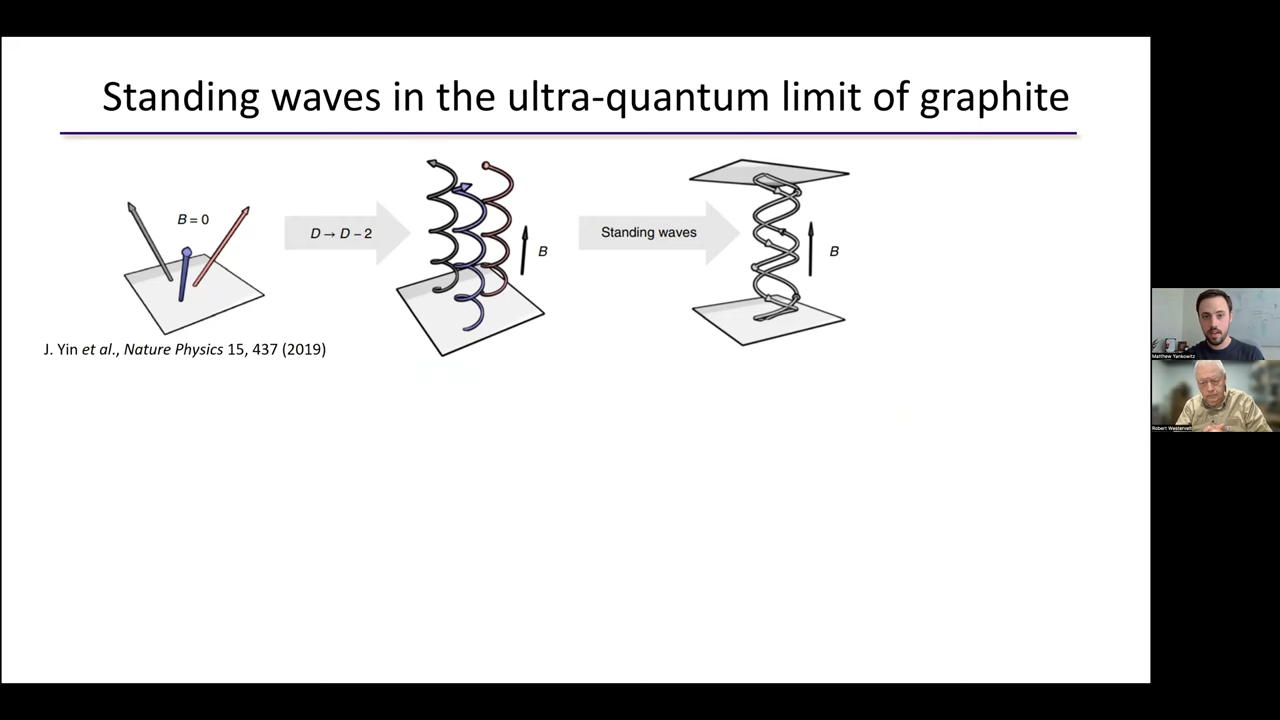 Standing waves in the ultra-quantum limit of graphite
B = 0
D → D − 2
B
Standing waves
B
J. Yin et al., Nature Physics 15, 437 (2019)
Matthew Yankowitz
Robert Westervelt